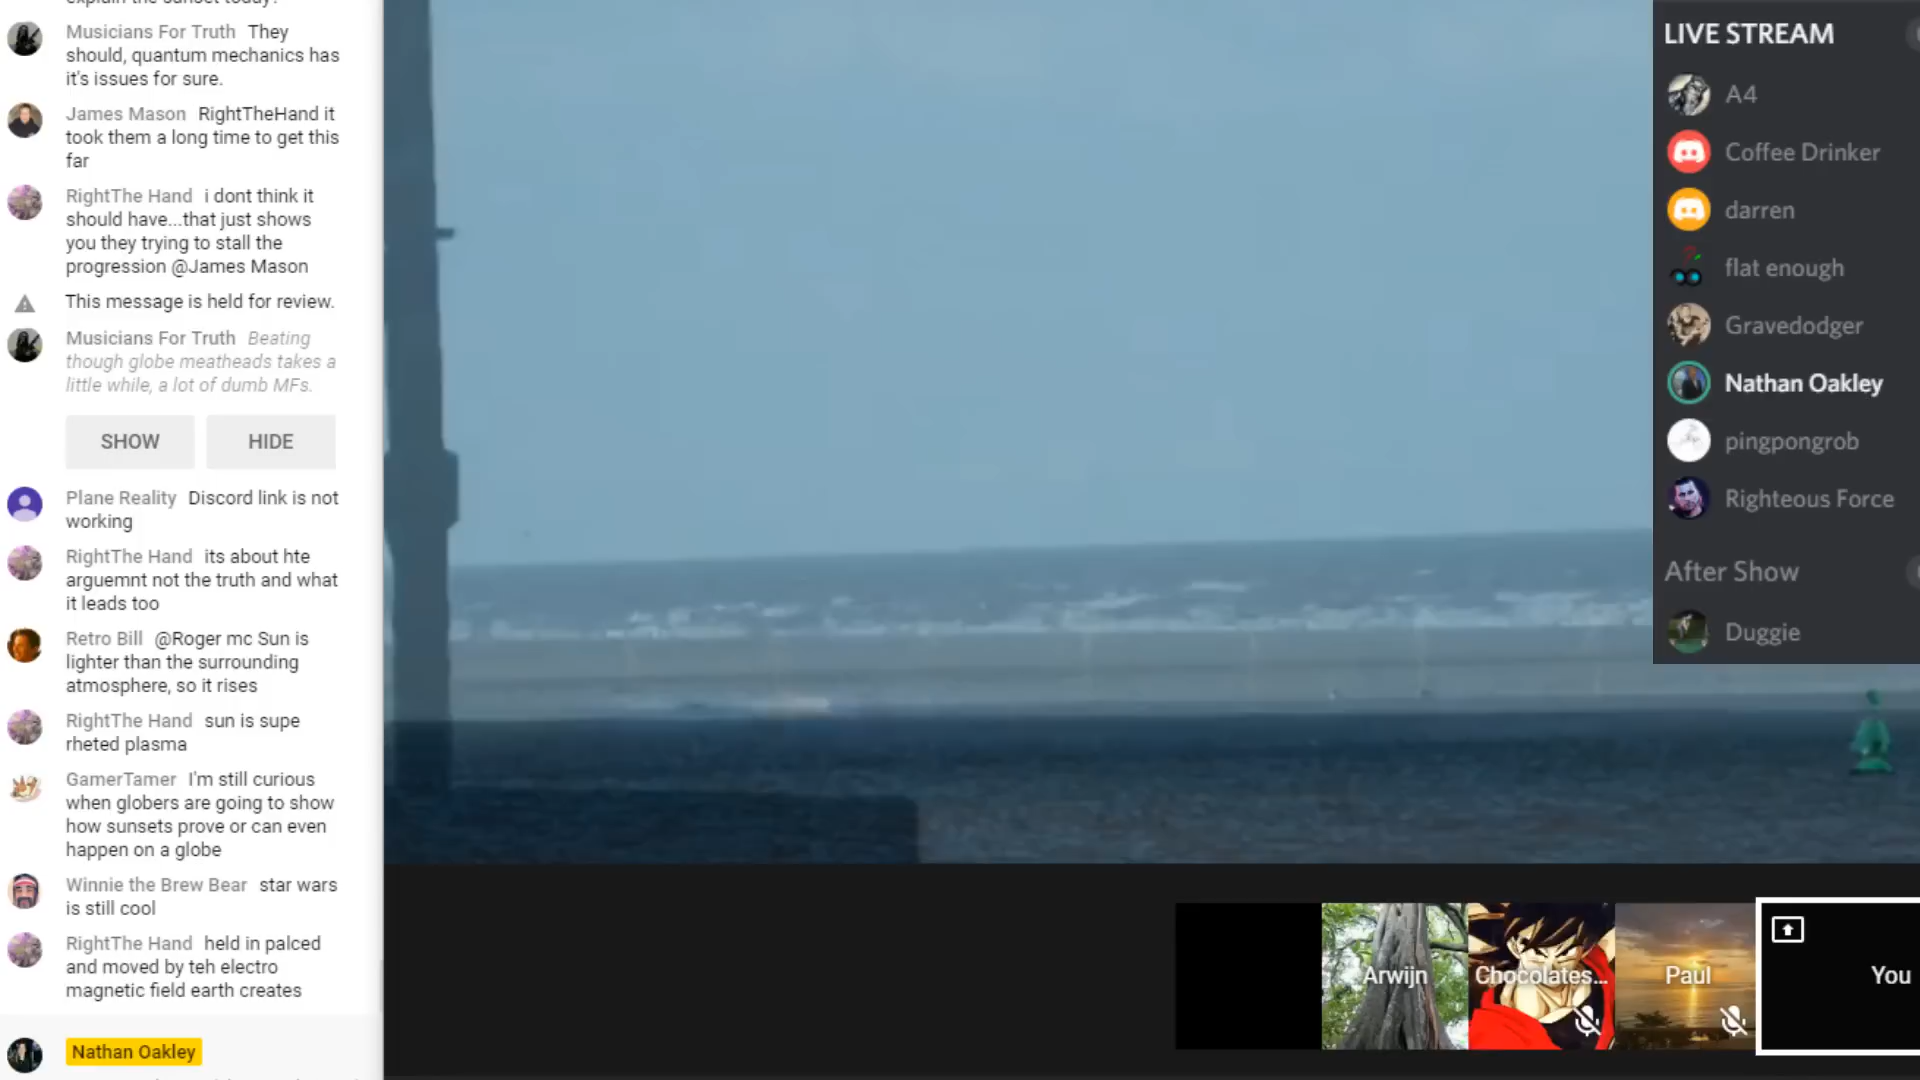 explain the sunset today?
Musicians For Truth They
should, quantum mechanics has
it's issues for sure.
James Mason RightTheHand it
took them a long time to get this
far
RightThe Hand i dont think it
should have...that just shows
you they trying to stall the
progression @James Mason
This message is held for review.
Musicians For Truth Beating
though globe meatheads takes a
little while, a lot of dumb MFs.
SHOW HIDE
Plane Reality Discord link is not
working
RightThe Hand its about hte
arguemnt not the truth and what
it leads too
Retro Bill @Roger mc Sun is
lighter than the surrounding
atmosphere, so it rises
RightThe Hand sun is supe
rheted plasma
GamerTamer I'm still curious
when globers are going to show
how sunsets prove or can even
happen on a globe
Winnie the Brew Bear star wars
is still cool
RightThe Hand held in palced
and moved by teh electro
magnetic field earth creates
Nathan Oakley
LIVE STREAM
A4
Coffee Drinker
darren
flat enough
Gravedodger
Nathan Oakley
pingpongrob
Righteous Force
After Show
Duggie
Arwijn
Chocolates...
Paul
You